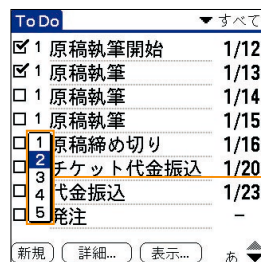 To Do ▼ すべて
☑ 1 原稿執筆開始 1/12
☑ 1 原稿執筆 1/13
☐ 1 原稿執筆 1/14
☐ 1 原稿執筆 1/15
☐ 1 原稿締め切り 1/16
☐ 2 チケット代金振込 1/20
3
☐ 4 代金振込 1/23
☐ 5 発注 –
新規 詳細... 表示... あ